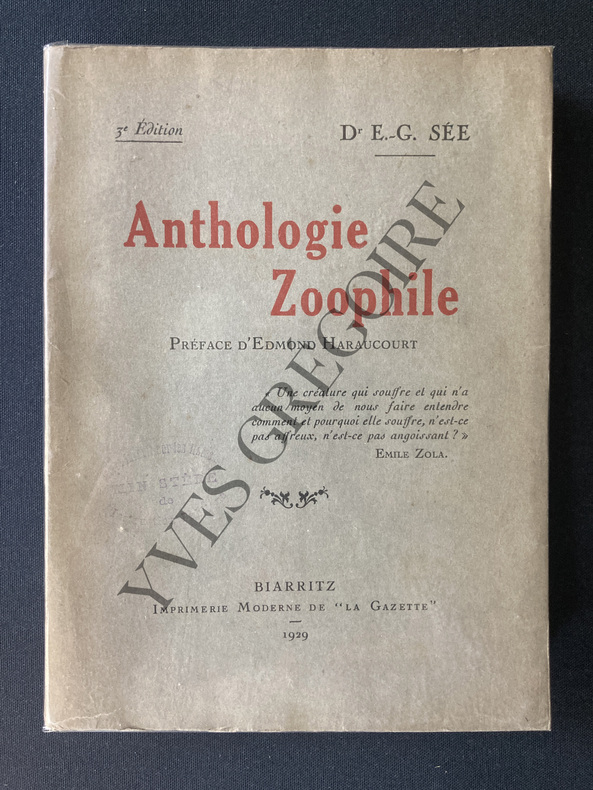 3e Édition
Dr E.-G. SÉE
Anthologie
Zoophile
PRÉFACE D'EDMOND HARAUCOURT
« Une créature qui souffre et qui n'a
aucun moyen de nous faire entendre
comment et pourquoi elle souffre, n'est-ce
pas affreux, n'est-ce pas angoissant ? »
EMILE ZOLA.
de
BIARRITZ
IMPRIMERIE MODERNE DE "LA GAZETTE"
1929
YVES GREGOIRE